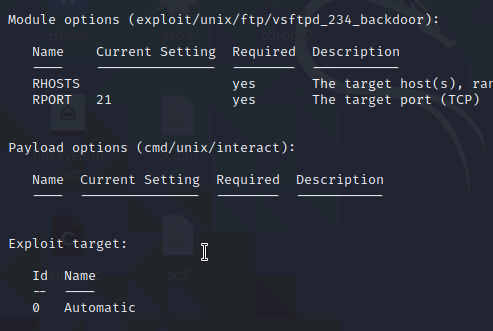 Module options (exploit/unix/ftp/vsftpd_234_backdoor):
Name Current Setting Required Description
RHOSTS yes The target host(s), ran
RPORT 21 yes The target port (TCP)
Payload options (cmd/unix/interact):
Name Current Setting Required Description
Exploit target:
Id Name
-- ----
0 Automatic